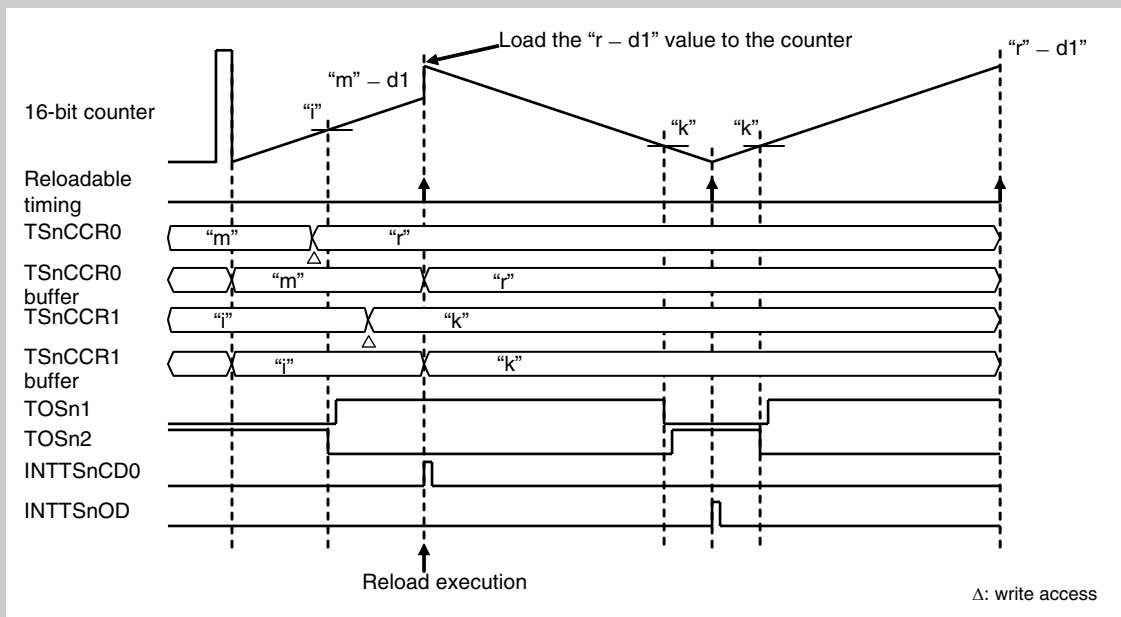 Load the “r – d1” value to the counter
“r” – d1”
“m” – d1
16-bit counter
“i”
“k”
“k”
Reloadable
timing
TSnCCR0
“m”
“r”
TSnCCR0
buffer
“m”
“r”
TSnCCR1
“i”
“k”
TSnCCR1
buffer
“i”
“k”
TOSn1
TOSn2
INTTSnCD0
INTTSnOD
Reload execution
Δ: write access